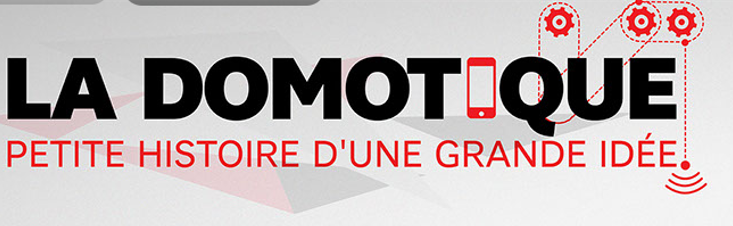 LA DOMOTIQUE
PETITE HISTOIRE D'UNE GRANDE IDÉE